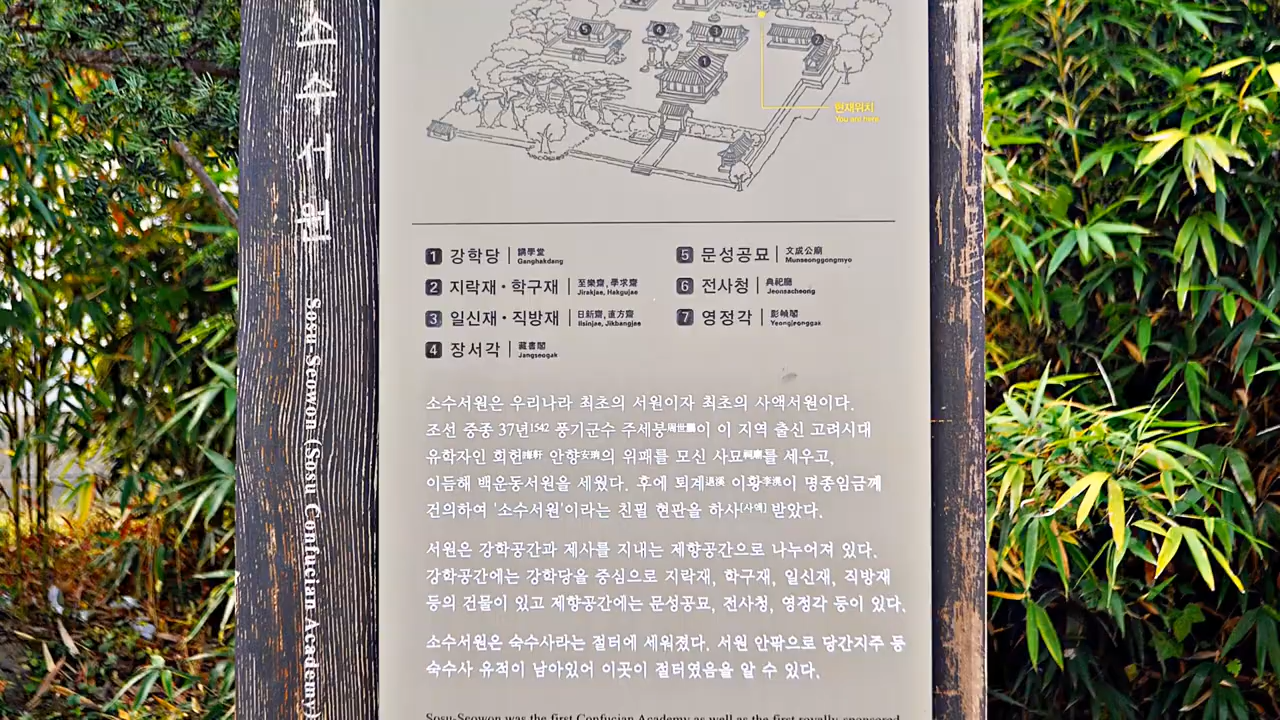 소수서원
Sosu-Seowon (Sosu Confucian Academy)
5
4
3
2
1
현재위치
You are here
1 강학당 講學堂 Ganghakdang
2 지락재·학구재 至樂齋, 學求齋 Jirakjae, Hakgujae
3 일신재·직방재 日新齋, 直方齋 Ilsinjae, Jikbangjae
4 장서각 藏書閣 Jangseogak
5 문성공묘 文成公廟 Munseonggongmyo
6 전사청 典祀廳 Jeonsacheong
7 영정각 影幀閣 Yeongjeonggak
소수서원은 우리나라 최초의 서원이자 최초의 사액서원이다.
조선 중종 37년1542 풍기군수 주세붕周世鵬이 이 지역 출신 고려시대
유학자인 회헌晦軒 안향安珦의 위패를 모신 사묘祠廟를 세우고,
이듬해 백운동서원을 세웠다. 후에 퇴계退溪 이황李滉이 명종임금께
건의하여 '소수서원'이라는 친필 현판을 하사[사액] 받았다.
서원은 강학공간과 제사를 지내는 제향공간으로 나누어져 있다.
강학공간에는 강학당을 중심으로 지락재, 학구재, 일신재, 직방재
등의 건물이 있고 제향공간에는 문성공묘, 전사청, 영정각 등이 있다.
소수서원은 숙수사라는 절터에 세워졌다. 서원 안팎으로 당간지주 등
숙수사 유적이 남아있어 이곳이 절터였음을 알 수 있다.
Sosu-Seowon was the first Confucian Academy as well as the first royally-sponsored